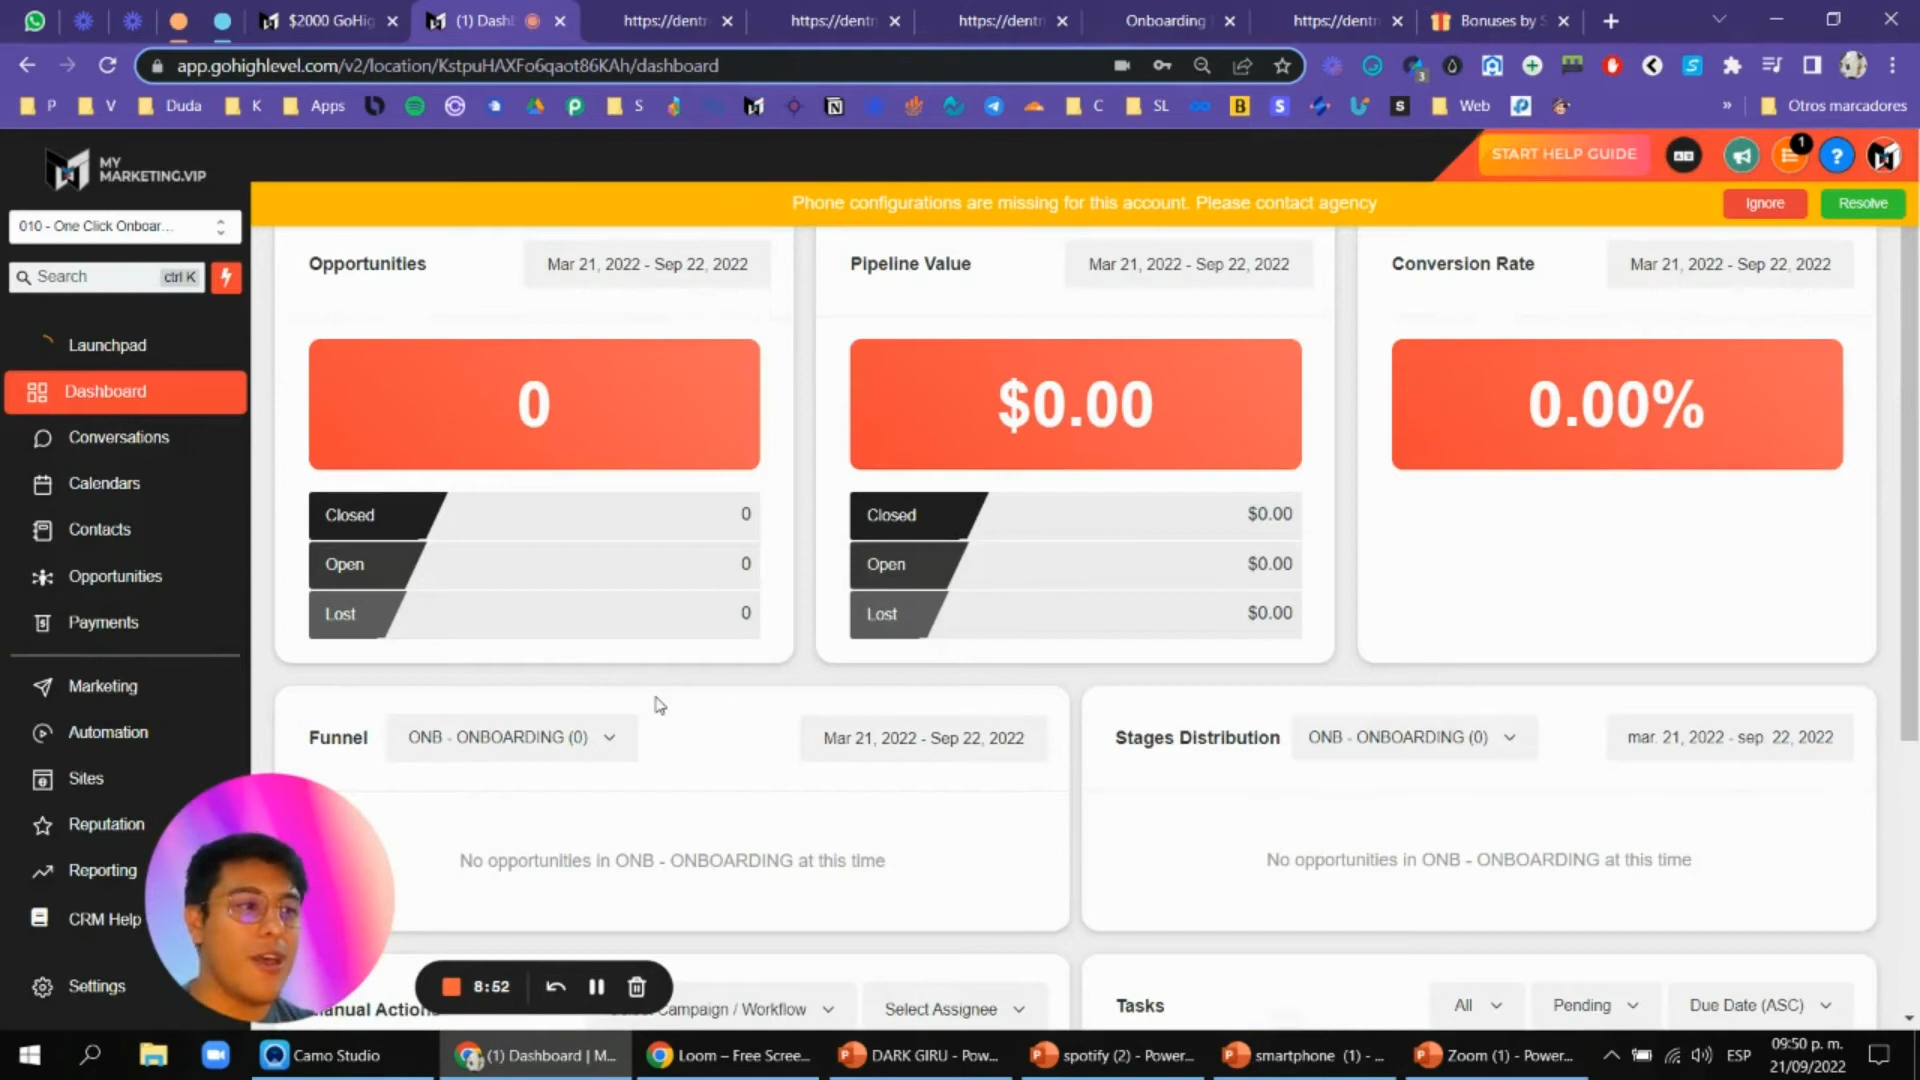 $2000 GoHig
(1) Dash
https://dentr
https://dentr
https://dentr
Onboarding
https://dentr
Bonuses by S
app.gohighlevel.com/v2/location/KstpuHAXFo6qaot86KAh/dashboard
3
P
V
Duda
K
Apps
S
C
SL
B
S
S
Web
»
Otros marcadores
MY
MARKETING.VIP
START HELP GUIDE
1
Phone configurations are missing for this account. Please contact agency
Ignore
Resolve
010 - One Click Onboar...
Search
ctrl K
Launchpad
Dashboard
Conversations
Calendars
Contacts
Opportunities
Payments
Marketing
Automation
Sites
Reputation
Reporting
CRM Help
Settings
Opportunities
Mar 21, 2022 - Sep 22, 2022
0
Closed 0
Open 0
Lost 0
Pipeline Value
Mar 21, 2022 - Sep 22, 2022
$0.00
Closed $0.00
Open $0.00
Lost $0.00
Conversion Rate
Mar 21, 2022 - Sep 22, 2022
0.00%
Funnel
ONB - ONBOARDING (0)
Mar 21, 2022 - Sep 22, 2022
No opportunities in ONB - ONBOARDING at this time
Stages Distribution
ONB - ONBOARDING (0)
mar. 21, 2022 - sep 22, 2022
No opportunities in ONB - ONBOARDING at this time
8:52
Campaign / Workflow
Select Assignee
Tasks
All
Pending
Due Date (ASC)
Camo Studio
(1) Dashboard | M...
Loom – Free Scree...
DARK GIRU - Pow...
spotify (2) - Power...
smartphone (1) - ...
Zoom (1) - Power...
ESP
09:50 p. m.
21/09/2022